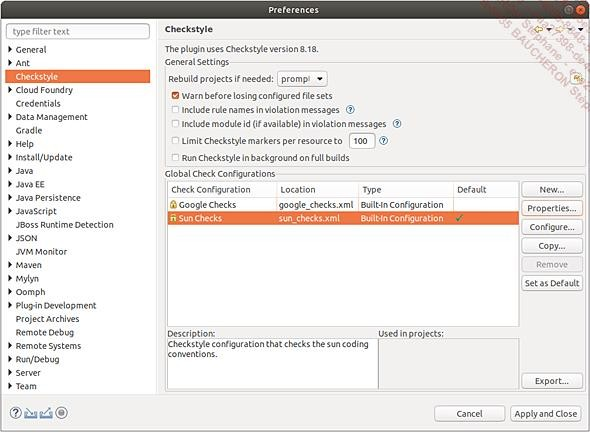 Preferences
type filter text
General
Ant
Checkstyle
Cloud Foundry
Credentials
Data Management
Gradle
Help
Install/Update
Java
Java EE
Java Persistence
JavaScript
JBoss Runtime Detection
JSON
JVM Monitor
Maven
Mylyn
Oomph
Plug-in Development
Project Archives
Remote Debug
Remote Systems
Run/Debug
Server
Team
Checkstyle
The plugin uses Checkstyle version 8.18.
General Settings
Rebuild projects if needed: promp
Warn before losing configured file sets
Include rule names in violation messages
Include module id (if available) in violation messages
Limit Checkstyle markers per resource to 100
Run Checkstyle in background on full builds
Global Check Configurations
Check Configuration Location Type Default
Google Checks google_checks.xml Built-In Configuration
Sun Checks sun_checks.xml Built-In Configuration ✓
New...
Properties...
Configure...
Copy...
Remove
Set as Default
Description:
Checkstyle configuration that checks the sun coding
conventions.
Used in projects:
Export...
Cancel
Apply and Close
BAUCHERON